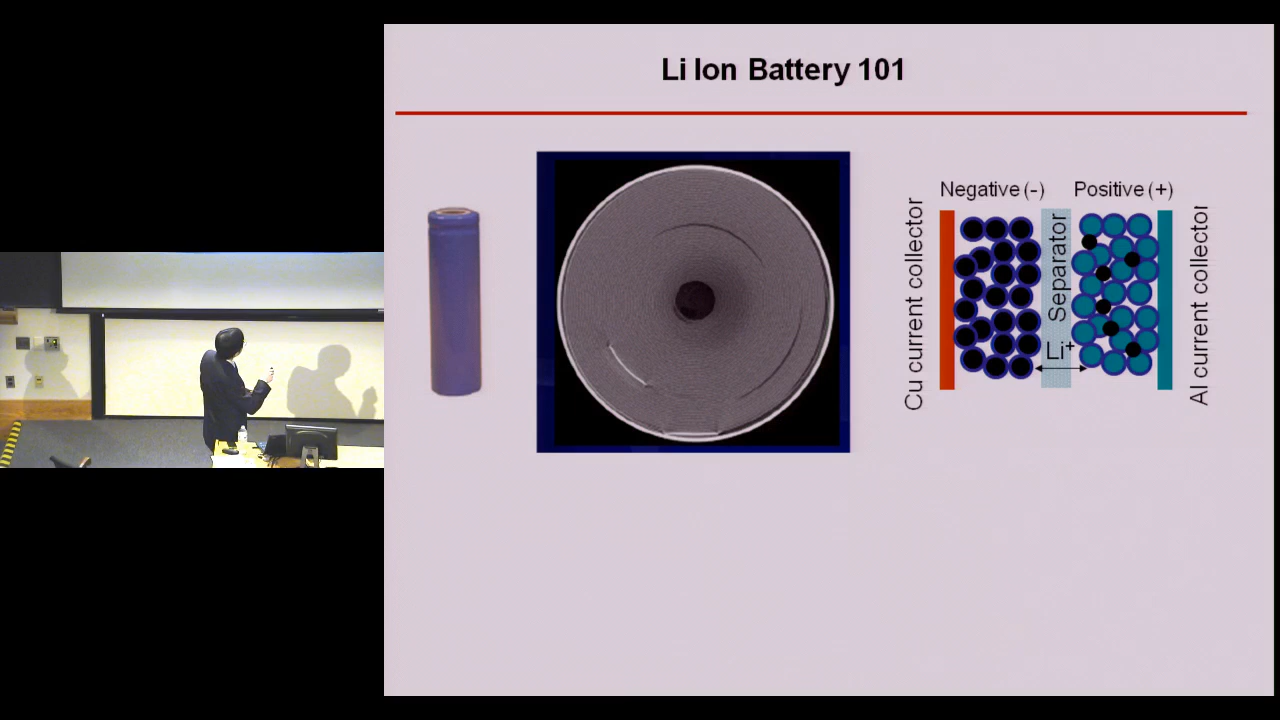 Li Ion Battery 101
Negative (-)
Positive (+)
Cu current collector
Separator
Li+
Al current collector